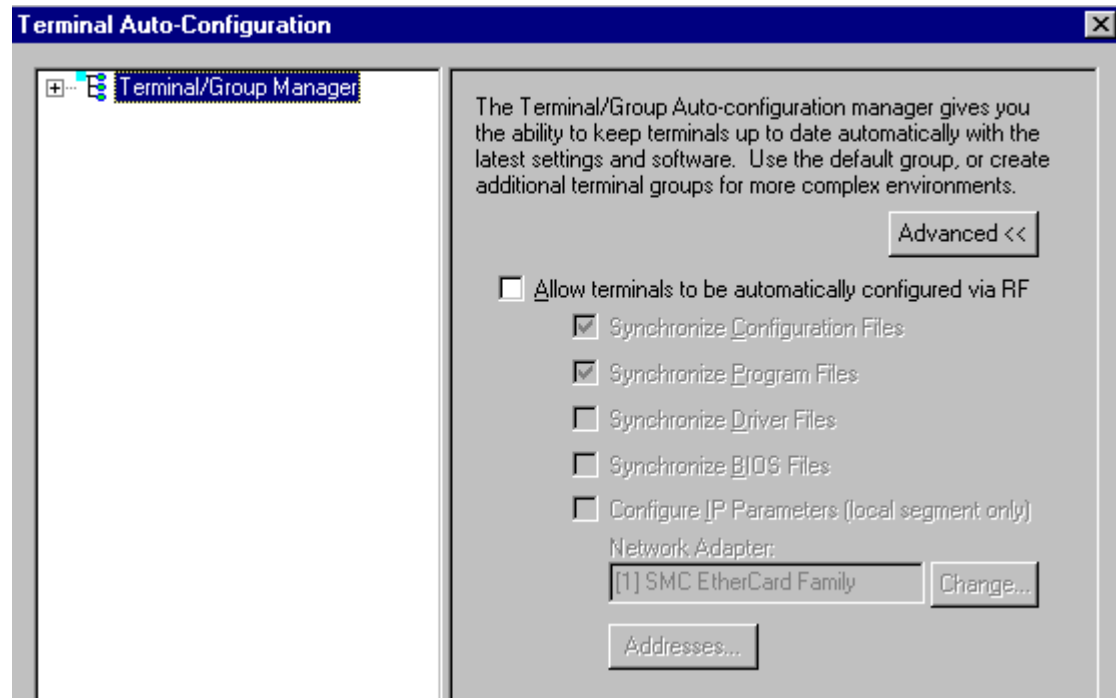 Terminal Auto-Configuration
Terminal/Group Manager
The Terminal/Group Auto-configuration manager gives you
the ability to keep terminals up to date automatically with the
latest settings and software. Use the default group, or create
additional terminal groups for more complex environments.
Advanced <<
Allow terminals to be automatically configured via RF
Synchronize Configuration Files
Synchronize Program Files
Synchronize Driver Files
Synchronize BIOS Files
Configure IP Parameters (local segment only)
Network Adapter:
[1] SMC EtherCard Family
Change...
Addresses...